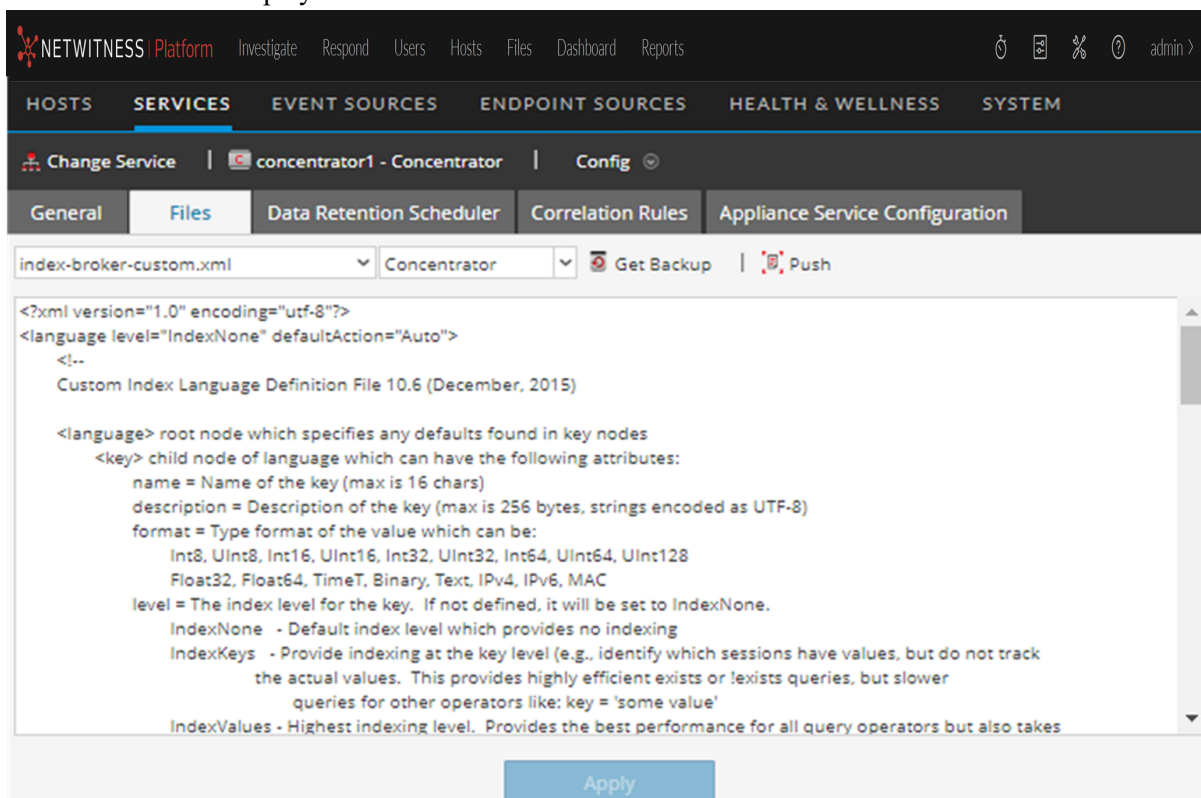 NETWITNESS | Platform Investigate Respond Users Hosts Files Dashboard Reports admin >
HOSTS SERVICES EVENT SOURCES ENDPOINT SOURCES HEALTH & WELLNESS SYSTEM
Change Service | concentrator1 - Concentrator | Config
General Files Data Retention Scheduler Correlation Rules Appliance Service Configuration
index-broker-custom.xml Concentrator Get Backup | Push
<?xml version="1.0" encoding="utf-8"?>
<language level="IndexNone" defaultAction="Auto">
<!--
Custom Index Language Definition File 10.6 (December, 2015)
<language> root node which specifies any defaults found in key nodes
<key> child node of language which can have the following attributes:
name = Name of the key (max is 16 chars)
description = Description of the key (max is 256 bytes, strings encoded as UTF-8)
format = Type format of the value which can be:
Int8, UInt8, Int16, UInt16, Int32, UInt32, Int64, UInt64, UInt128
Float32, Float64, TimeT, Binary, Text, IPv4, IPv6, MAC
level = The index level for the key. If not defined, it will be set to IndexNone.
IndexNone - Default index level which provides no indexing
IndexKeys - Provide indexing at the key level (e.g., identify which sessions have values, but do not track
the actual values. This provides highly efficient exists or !exists queries, but slower
queries for other operators like: key = 'some value'
IndexValues - Highest indexing level. Provides the best performance for all query operators but also takes
Apply